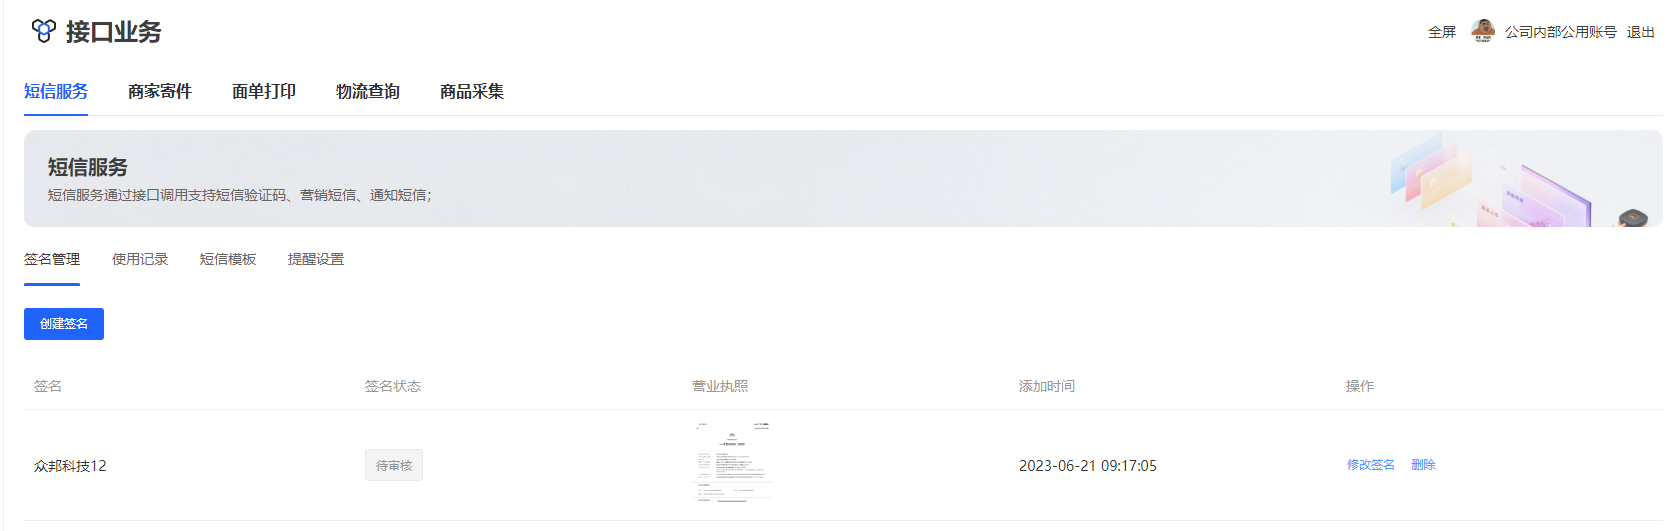 接口业务
全屏 公司内部公用账号 退出
短信服务 商家寄件 面单打印 物流查询 商品采集
短信服务
短信服务通过接口调用支持短信验证码、营销短信、通知短信；
签名管理 使用记录 短信模板 提醒设置
创建签名
签名 签名状态 营业执照 添加时间 操作
众邦科技12 待审核 2023-06-21 09:17:05 修改签名 删除